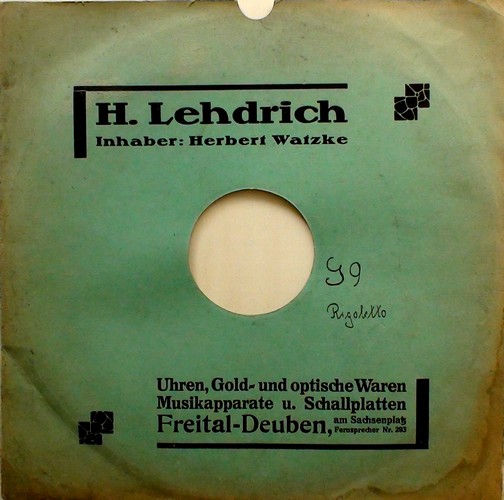 H. Lehdrich
Inhaber: Herbert Watzke
G9
Rigoletto
Uhren, Gold- und optische Waren
Musikapparate u. Schallplatten
Freital-Deuben, am Sachsenplatz
Fernsprecher Nr. 293